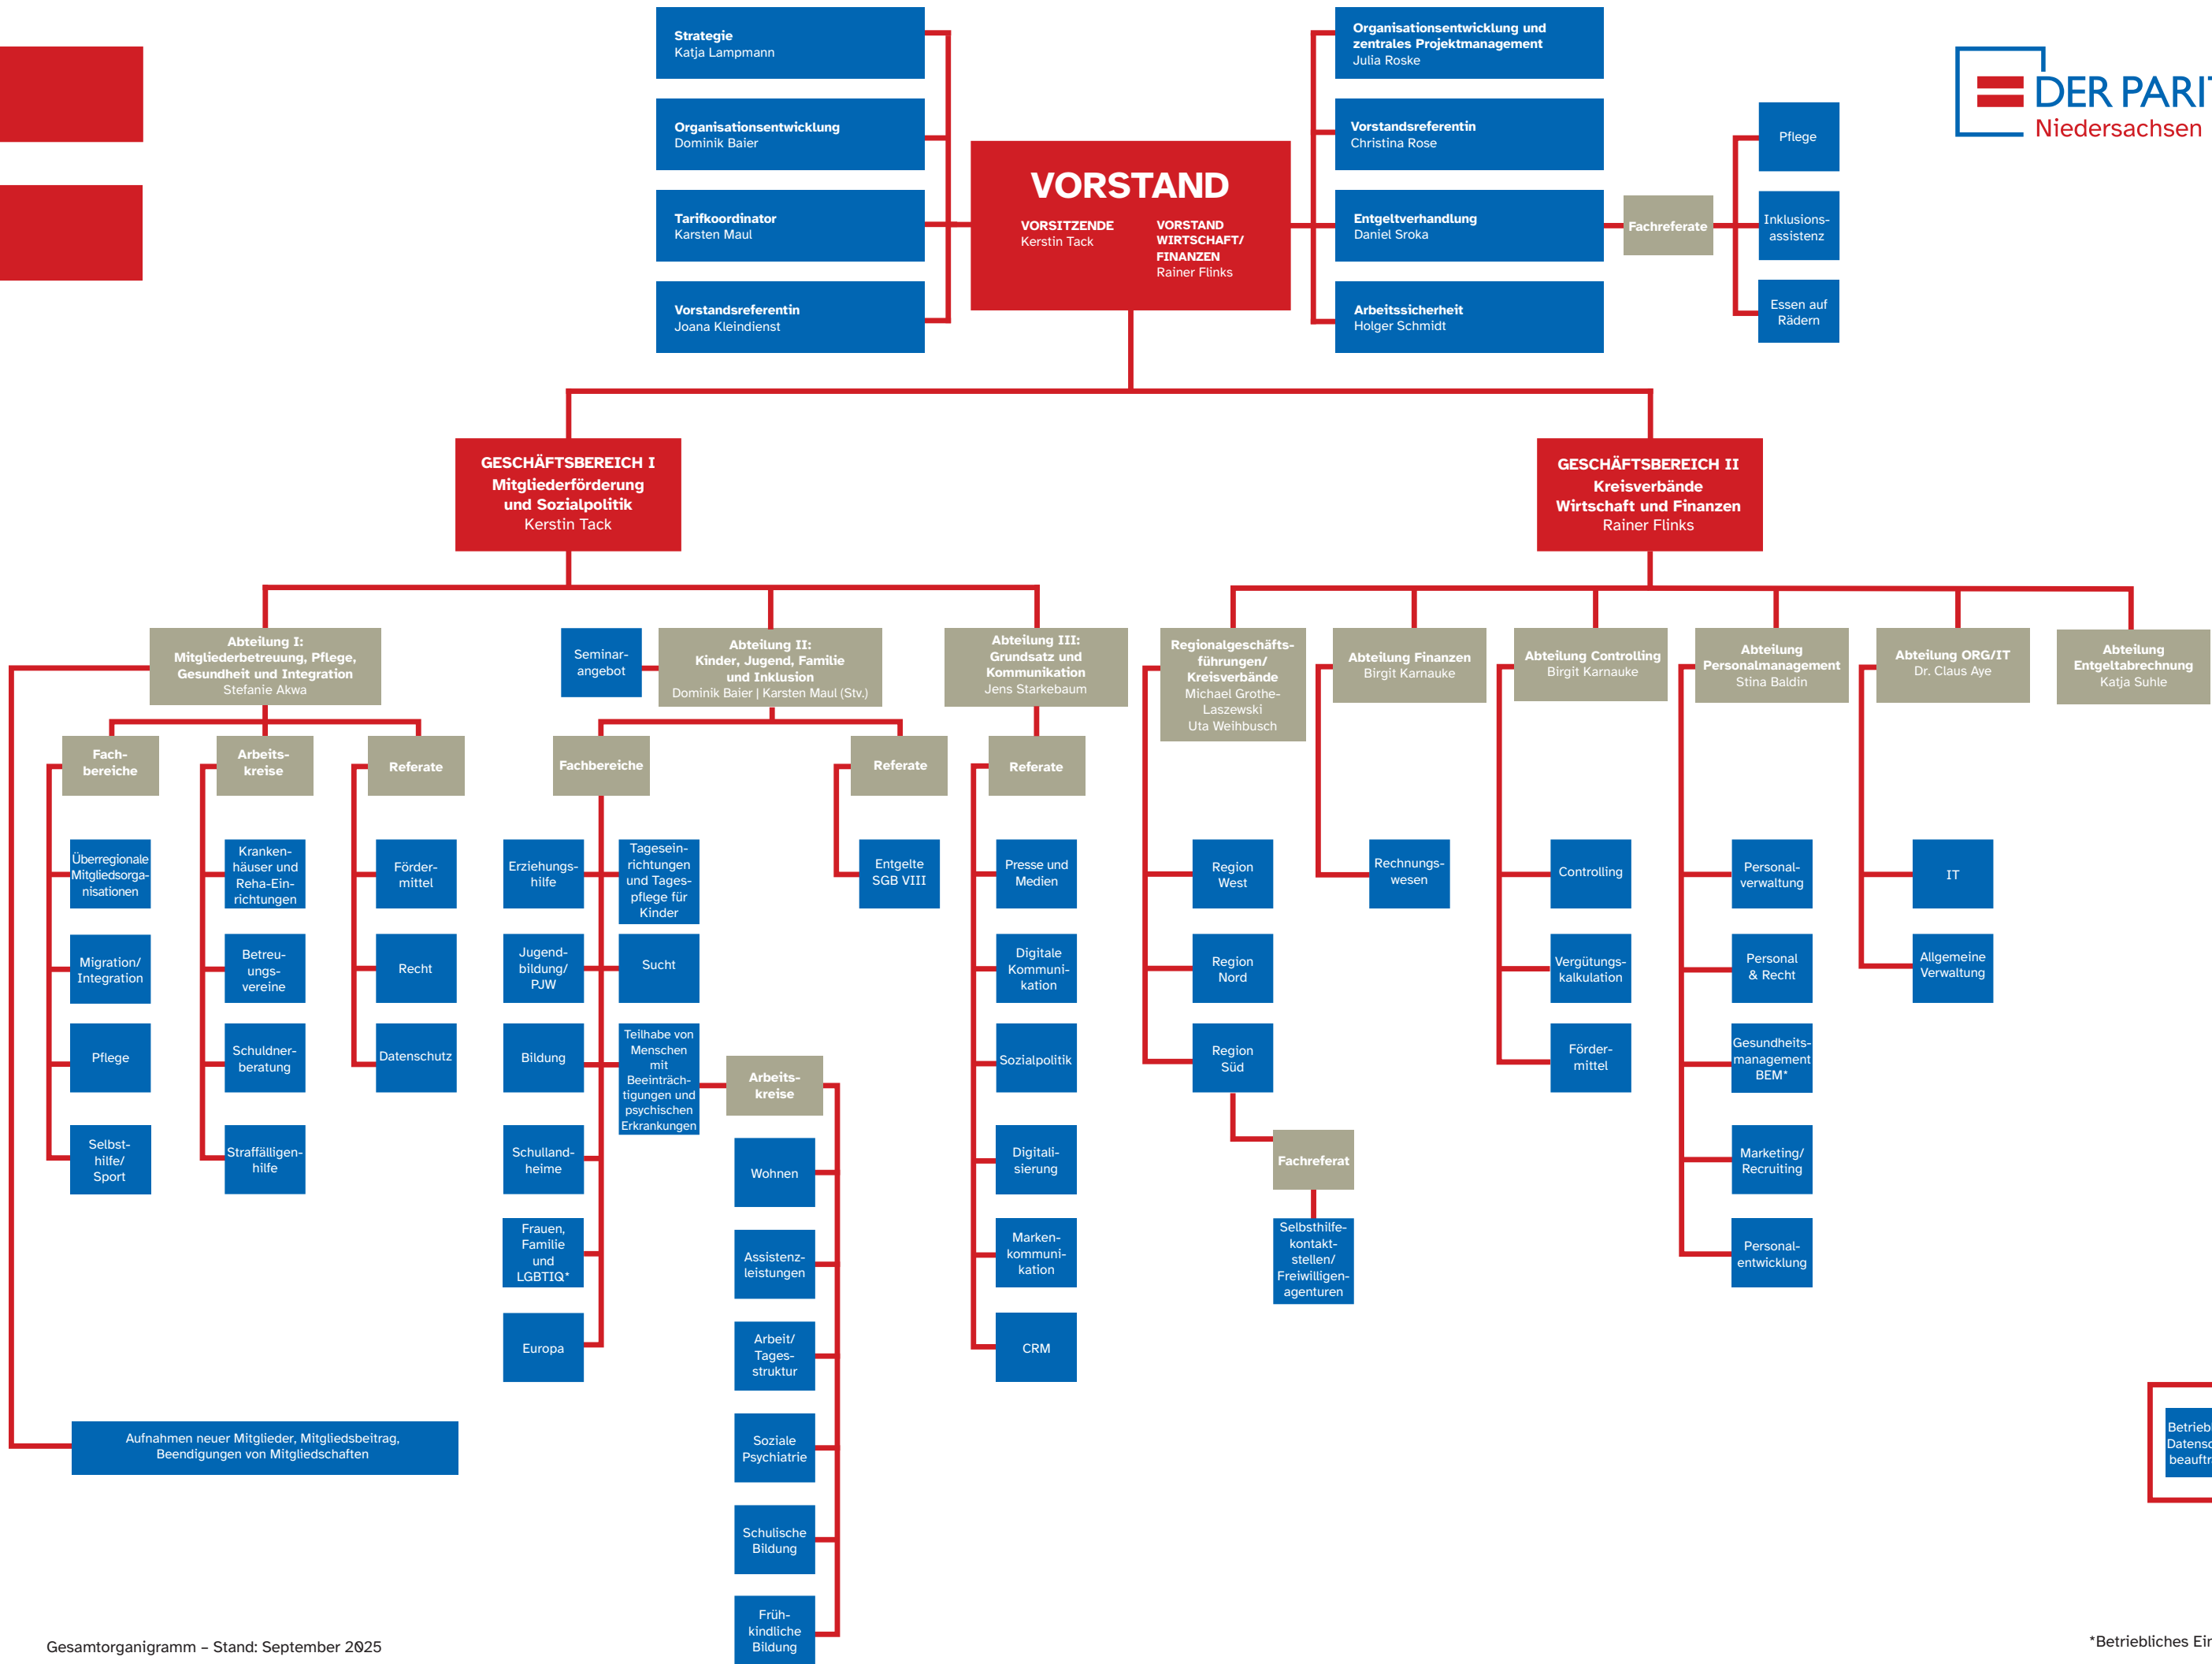 Strategie
Katja Lampmann
Organisationsentwicklung
Dominik Baier
Tarifkoordinator
Karsten Maul
Vorstandsreferentin
Joana Kleindienst
VORSTAND
VORSITZENDE
Kerstin Tack
VORSTAND
WIRTSCHAFT/
FINANZEN
Rainer Flinks
Organisationsentwicklung und
zentrales Projektmanagement
Julia Roske
Vorstandsreferentin
Christina Rose
Entgeltverhandlung
Daniel Sroka
Arbeitssicherheit
Holger Schmidt
Fachreferate
Pflege
Inklusions-
assistenz
Essen auf
Rädern
DER PARI
Niedersachsen
GESCHÄFTSBEREICH I
Mitgliederförderung
und Sozialpolitik
Kerstin Tack
GESCHÄFTSBEREICH II
Kreisverbände
Wirtschaft und Finanzen
Rainer Flinks
Abteilung I:
Mitgliederbetreuung, Pflege,
Gesundheit und Integration
Stefanie Akwa
Seminar-
angebot
Abteilung II:
Kinder, Jugend, Familie
und Inklusion
Dominik Baier | Karsten Maul (Stv.)
Abteilung III:
Grundsatz und
Kommunikation
Jens Starkebaum
Regionalgeschäfts-
führungen/
Kreisverbände
Michael Grothe-
Laszewski
Uta Weihbusch
Abteilung Finanzen
Birgit Karnauke
Abteilung Controlling
Birgit Karnauke
Abteilung
Personalmanagement
Stina Baldin
Abteilung ORG/IT
Dr. Claus Aye
Abteilung
Entgeltabrechnung
Katja Suhle
Fach-
bereiche
Arbeits-
kreise
Referate
Fachbereiche
Referate
Referate
Überregionale
Mitgliedsorga-
nisationen
Migration/
Integration
Pflege
Selbst-
hilfe/
Sport
Kranken-
häuser und
Reha-Ein-
richtungen
Betreu-
ungs-
vereine
Schuldner-
beratung
Straffälligen-
hilfe
Förder-
mittel
Recht
Datenschutz
Erziehungs-
hilfe
Jugend-
bildung/
PJW
Bildung
Schulland-
heime
Frauen,
Familie
und
LGBTIQ*
Europa
Tagesein-
richtungen
und Tages-
pflege für
Kinder
Sucht
Teilhabe von
Menschen
mit
Beeinträch-
tigungen und
psychischen
Erkrankungen
Arbeits-
kreise
Wohnen
Assistenz-
leistungen
Arbeit/
Tages-
struktur
Soziale
Psychiatrie
Schulische
Bildung
Früh-
kindliche
Bildung
Entgelte
SGB VIII
Presse und
Medien
Digitale
Kommuni-
kation
Sozialpolitik
Digitali-
sierung
Marken-
kommuni-
kation
CRM
Region
West
Region
Nord
Region
Süd
Fachreferat
Selbsthilfe-
kontakt-
stellen/
Freiwilligen-
agenturen
Rechnungs-
wesen
Controlling
Vergütungs-
kalkulation
Förder-
mittel
Personal-
verwaltung
Personal
& Recht
Gesundheits-
management
BEM*
Marketing/
Recruiting
Personal-
entwicklung
IT
Allgemeine
Verwaltung
Aufnahmen neuer Mitglieder, Mitgliedsbeitrag,
Beendigungen von Mitgliedschaften
Betrieb
Datensc
beauftr
Gesamtorganigramm – Stand: September 2025
*Betriebliches Ein